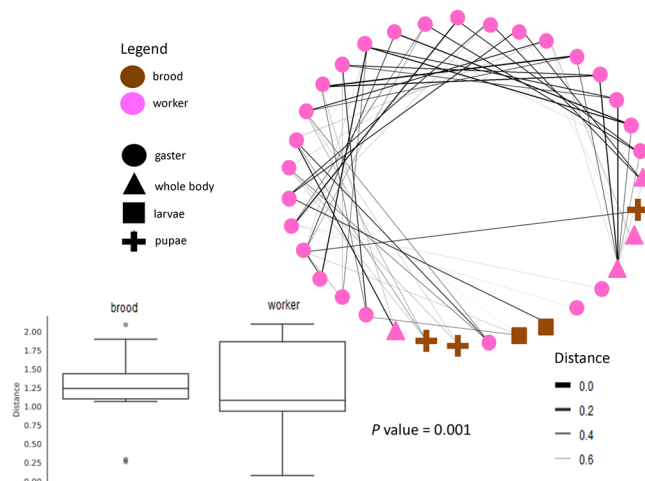 Legend
brood
worker
gaster
whole body
larvae
pupae
brood
worker
2.00
1.75
1.50
1.25
1.00
0.75
0.50
0.25
0.00
Distance
P value = 0.001
Distance
0.0
0.2
0.4
0.6